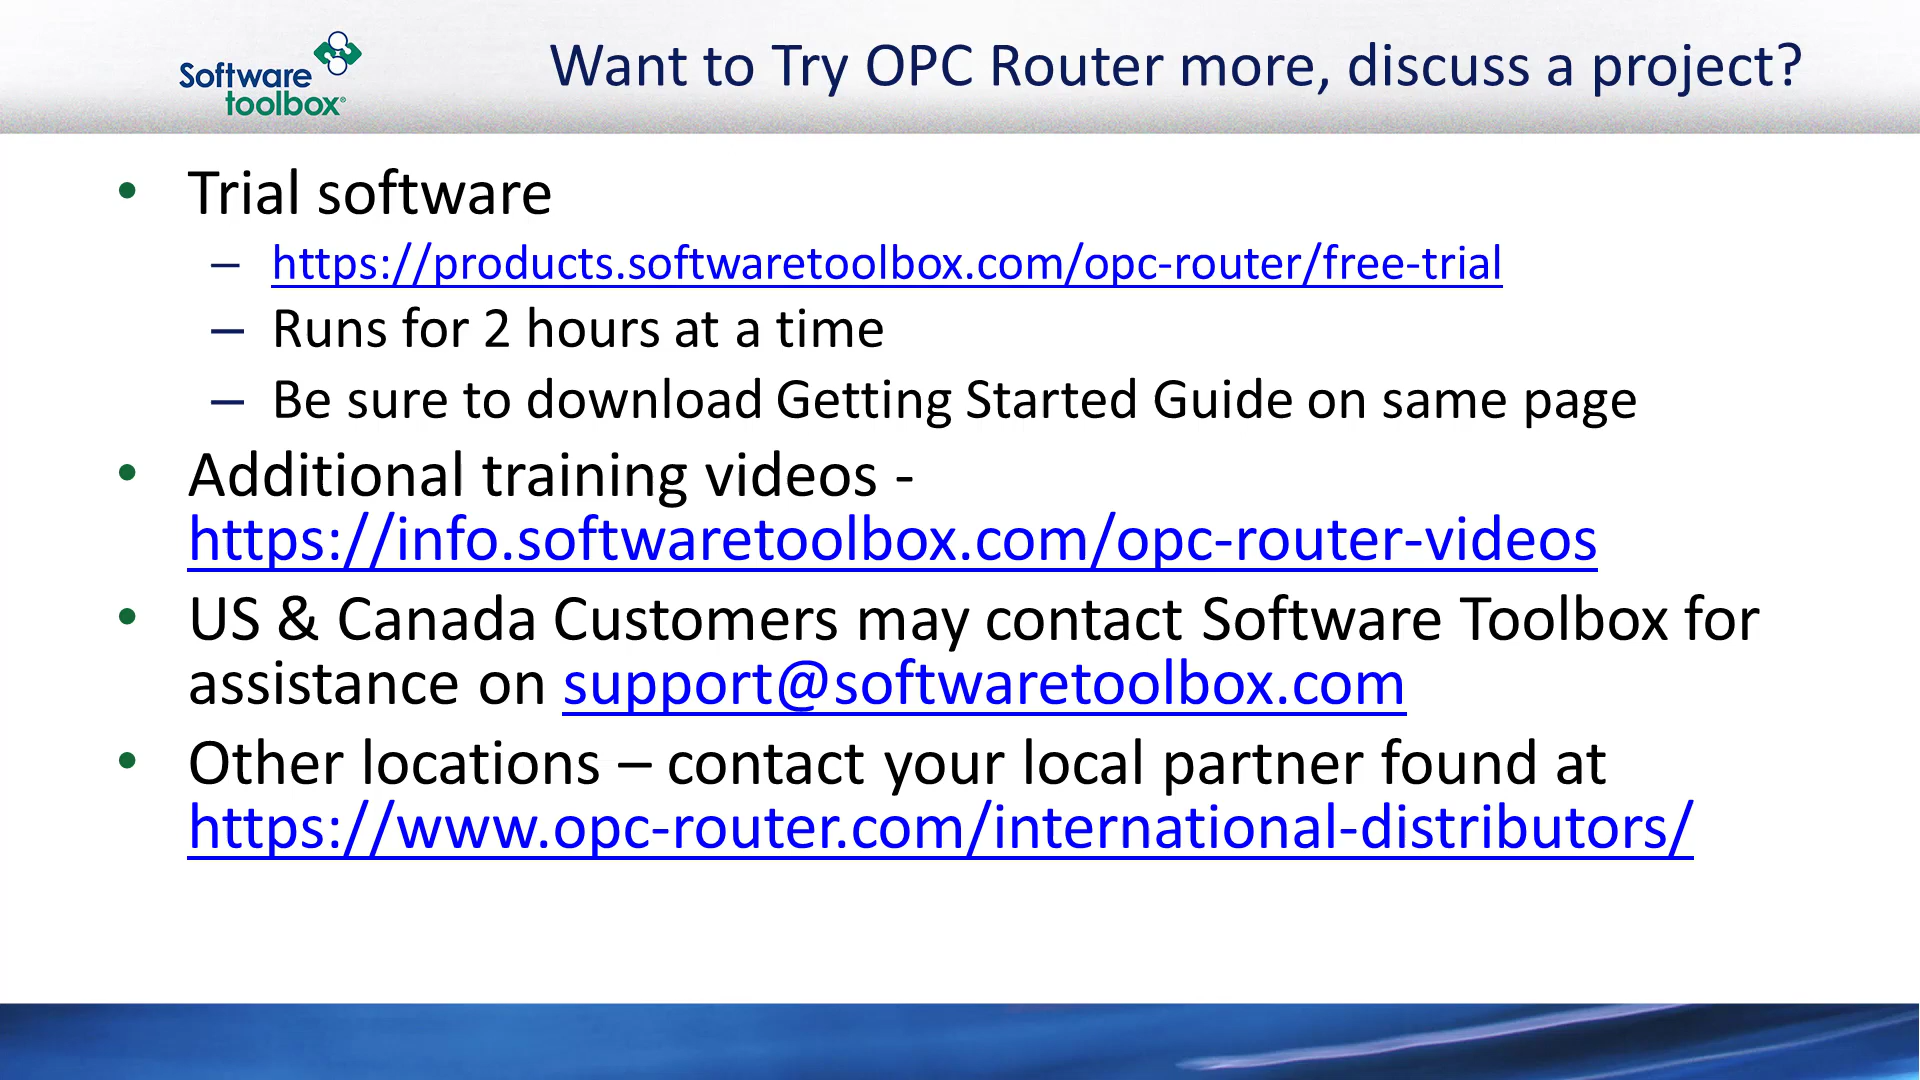 Software
toolbox®
Want to Try OPC Router more, discuss a project?
• Trial software
– https://products.softwaretoolbox.com/opc-router/free-trial
– Runs for 2 hours at a time
– Be sure to download Getting Started Guide on same page
• Additional training videos -
https://info.softwaretoolbox.com/opc-router-videos
• US & Canada Customers may contact Software Toolbox for
assistance on support@softwaretoolbox.com
• Other locations – contact your local partner found at
https://www.opc-router.com/international-distributors/